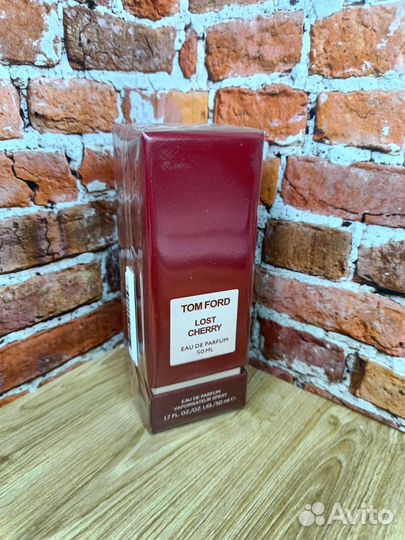 TOM FORD
LOST
CHERRY
EAU DE PARFUM
50 ML
EAU DE PARFUM
VAPORISATEUR SPRAY
1.7 FL. OZ./OZ. LIQ./50 ml ℮
Avito